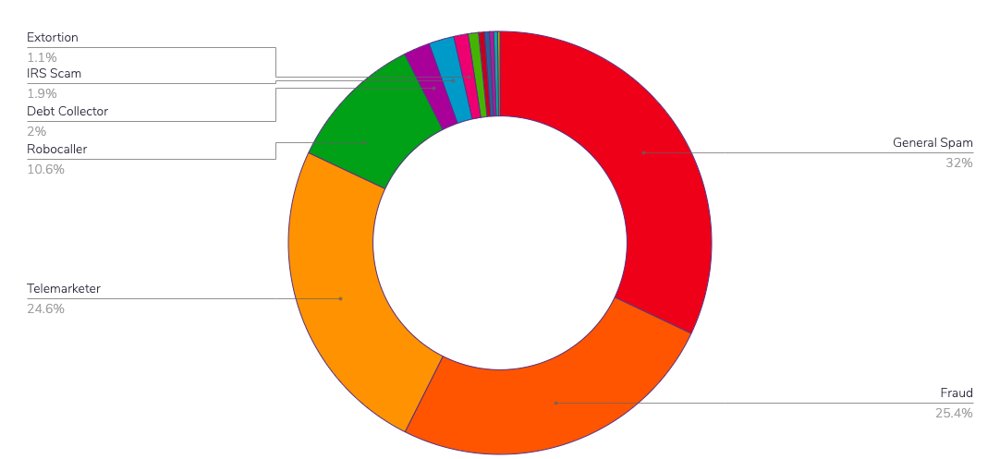 Extortion
1.1%
IRS Scam
1.9%
Debt Collector
2%
Robocaller
10.6%
Telemarketer
24.6%
General Spam
32%
Fraud
25.4%